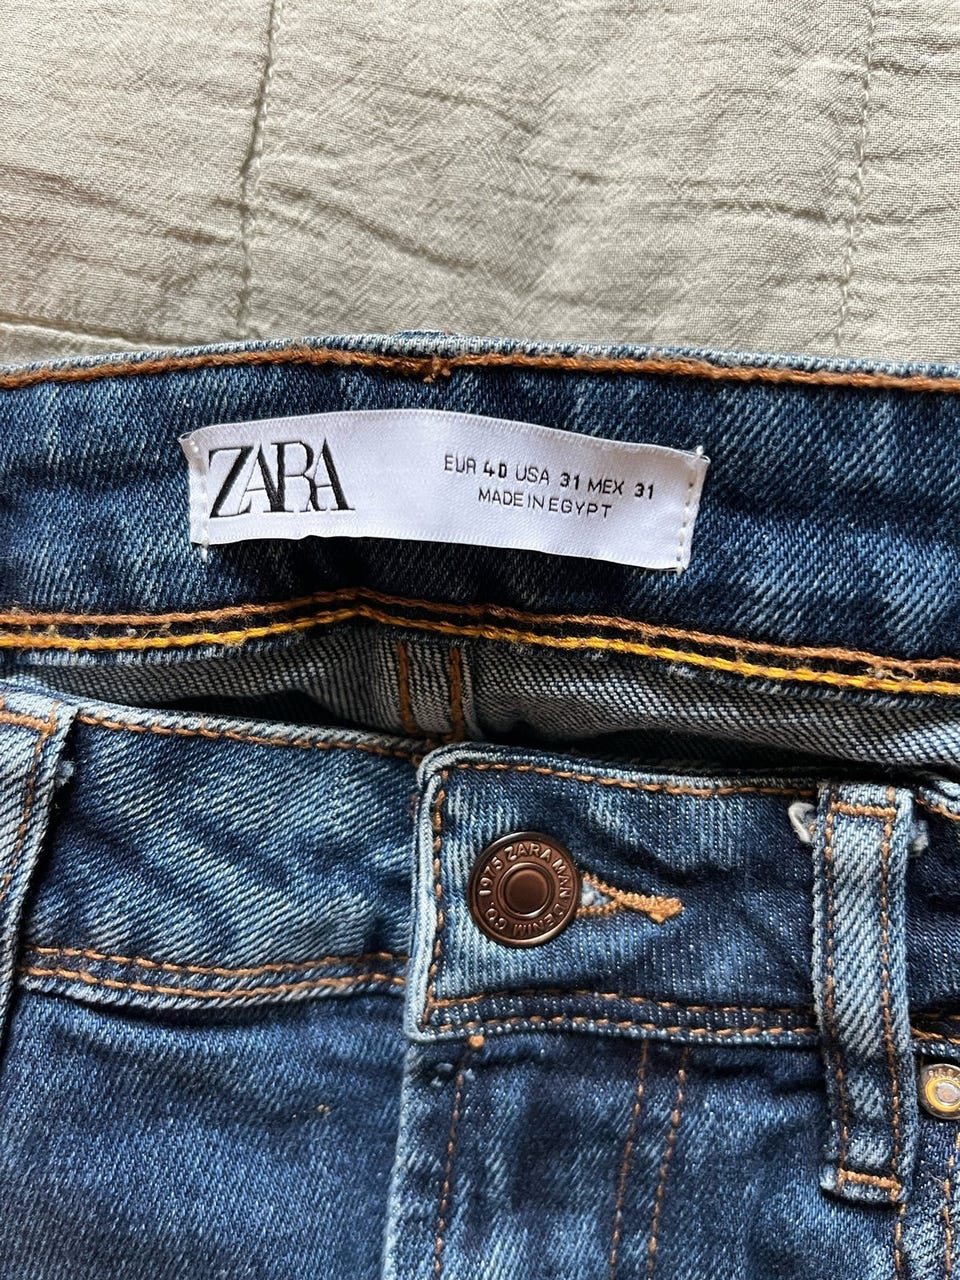 ZARA
EUR 40 USA 31 MEX 31
MADE IN EGYPT
1975 ZARA MAN DENIM CO.